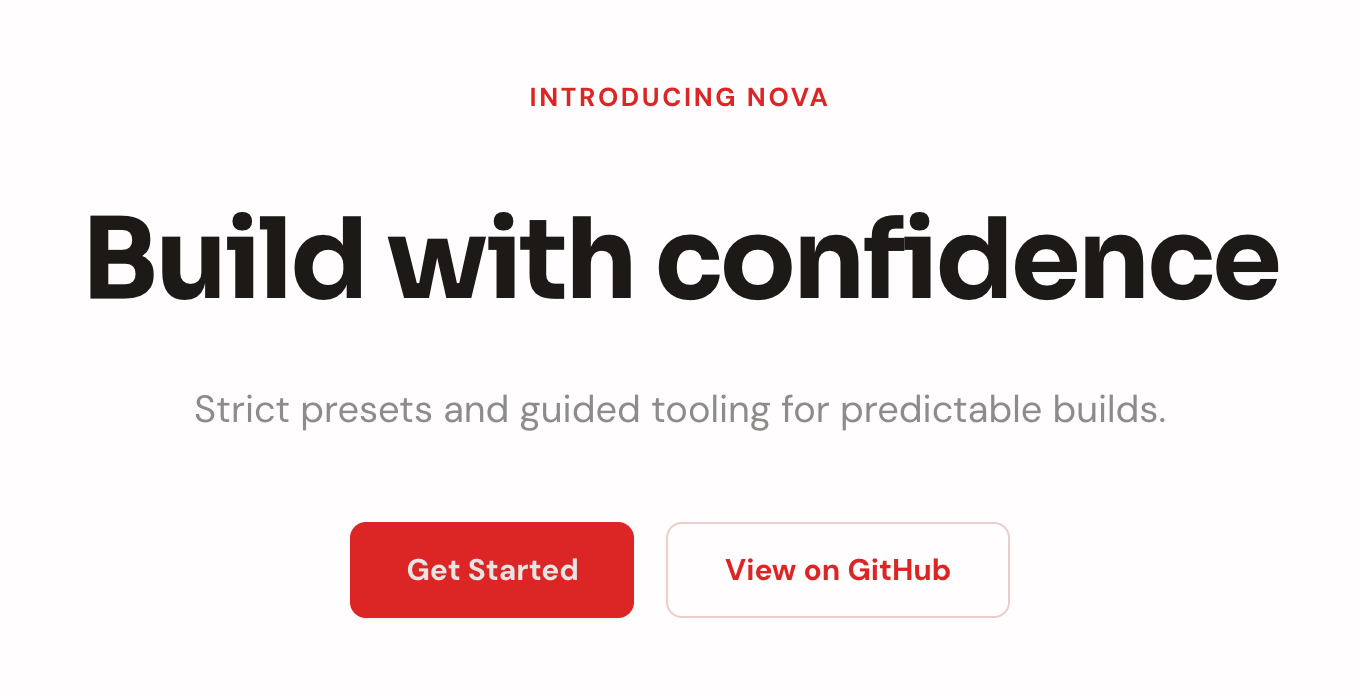 INTRODUCING NOVA
Build with confidence
Strict presets and guided tooling for predictable builds.
Get Started
View on GitHub